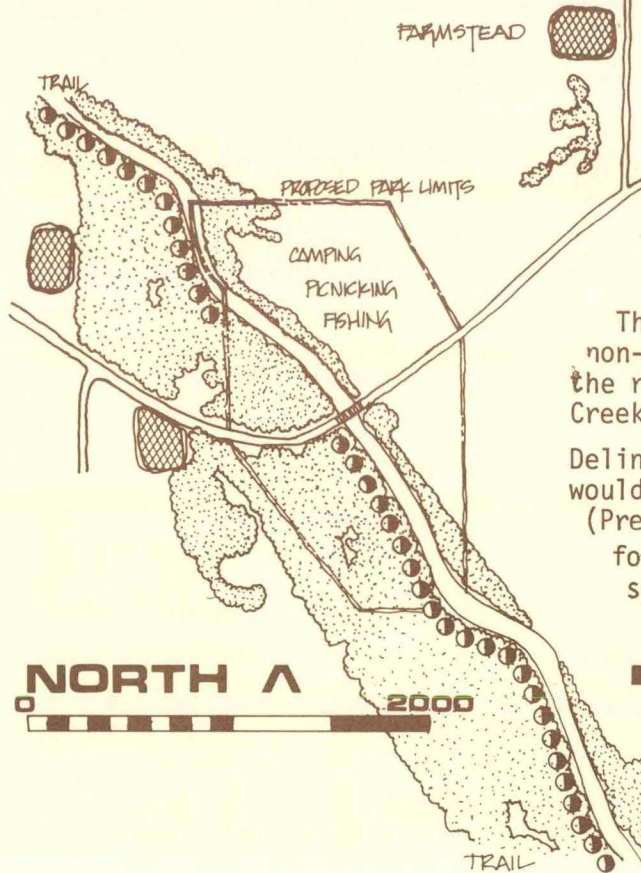 FARMSTEAD
TRAIL
PROPOSED PARK LIMITS
CAMPING
PICNICKING
FISHING
Th
non-
the r
Creek
Delin
would
(Pre
fo
s
NORTH Λ
0 2000
TRAIL